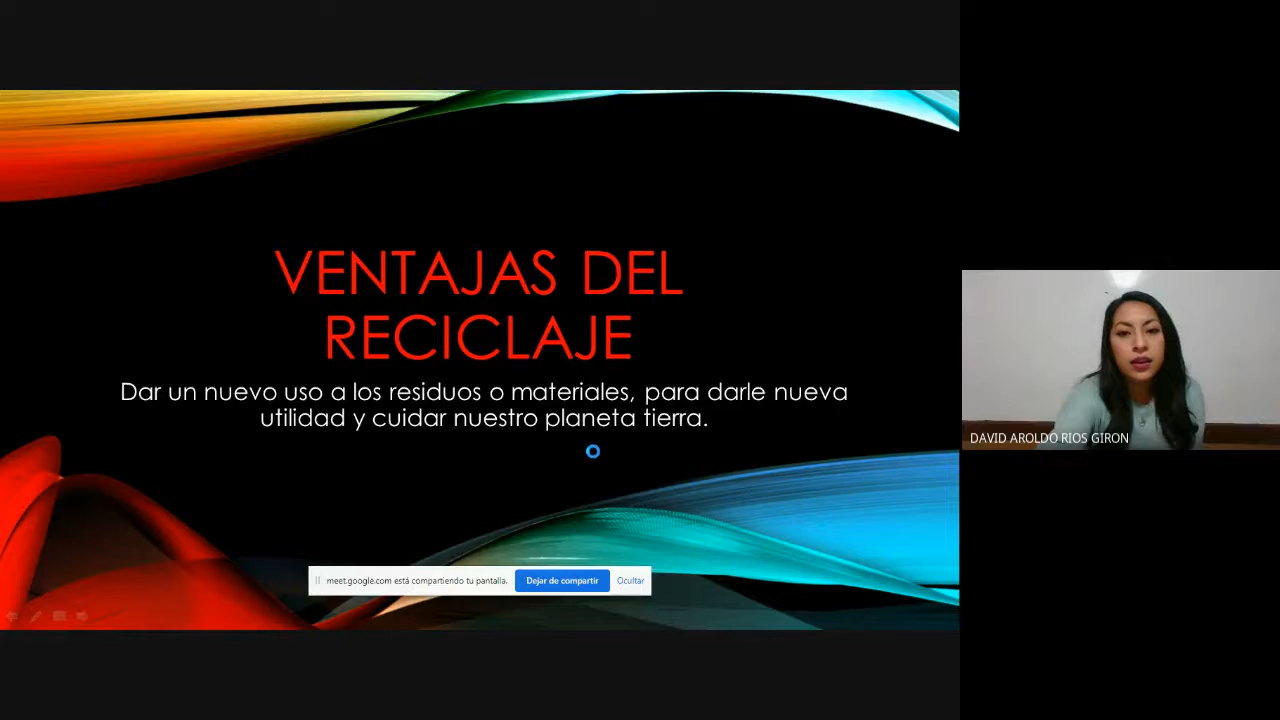 VENTAJAS DEL
RECICLAJE
Dar un nuevo uso a los residuos o materiales, para darle nueva
utilidad y cuidar nuestro planeta tierra.
meet.google.com está compartiendo tu pantalla. Dejar de compartir Ocultar
DAVID AROLDO RIOS GIRON